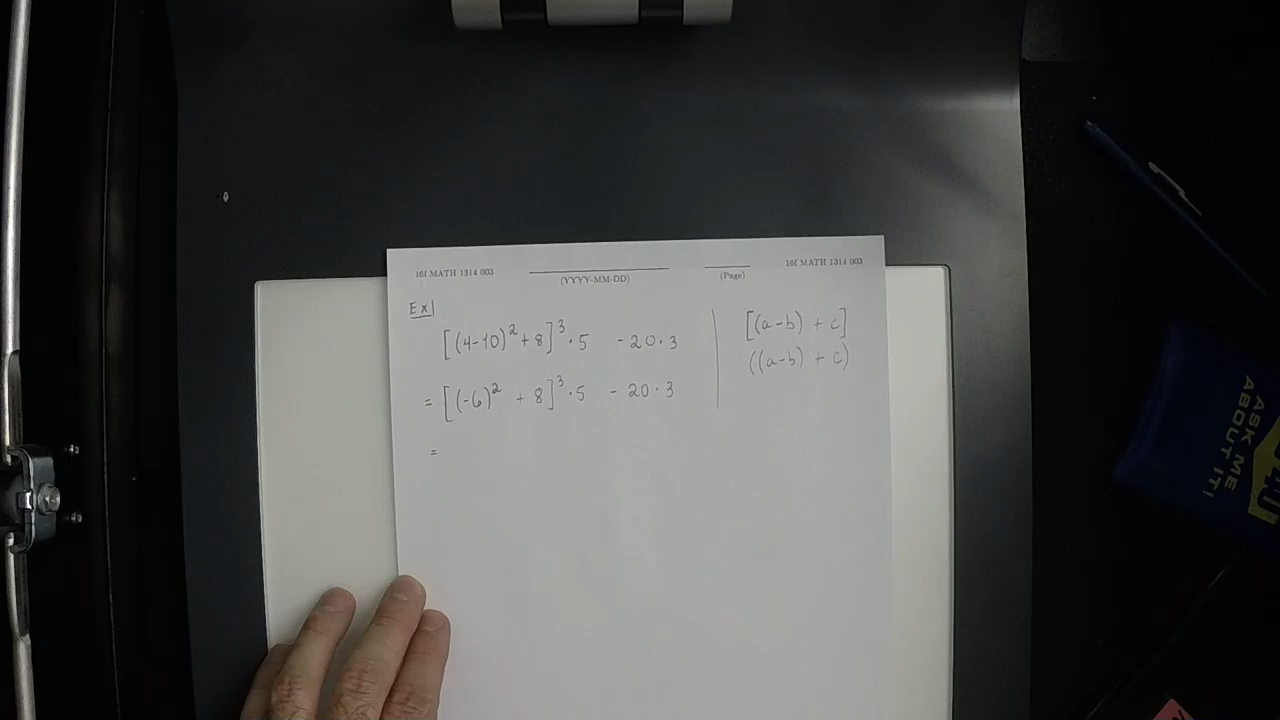 16f MATH 1314 003
(YYYY-MM-DD)
(Page)
16f MATH 1314 003
Ex1
[(4-10)² + 8]³ · 5 - 20 · 3
= [(-6)² + 8]³ · 5 - 20 · 3
=
[(a-b) + c]
((a-b) + c)
ASK ME
ABOUT IT!